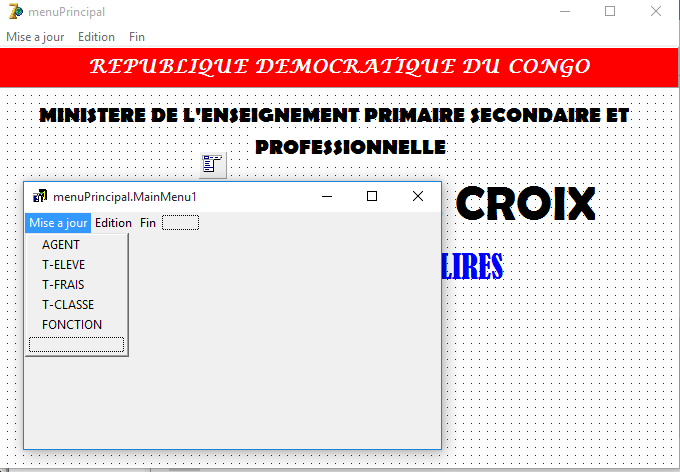 menuPrincipal
Mise a jour Edition Fin
REPUBLIQUE DEMOCRATIQUE DU CONGO
MINISTERE DE L'ENSEIGNEMENT PRIMAIRE SECONDAIRE ET
PROFESSIONNELLE
CROIX
LIRES
menuPrincipal.MainMenu1
Mise a jour Edition Fin
AGENT
T-ELEVE
T-FRAIS
T-CLASSE
FONCTION